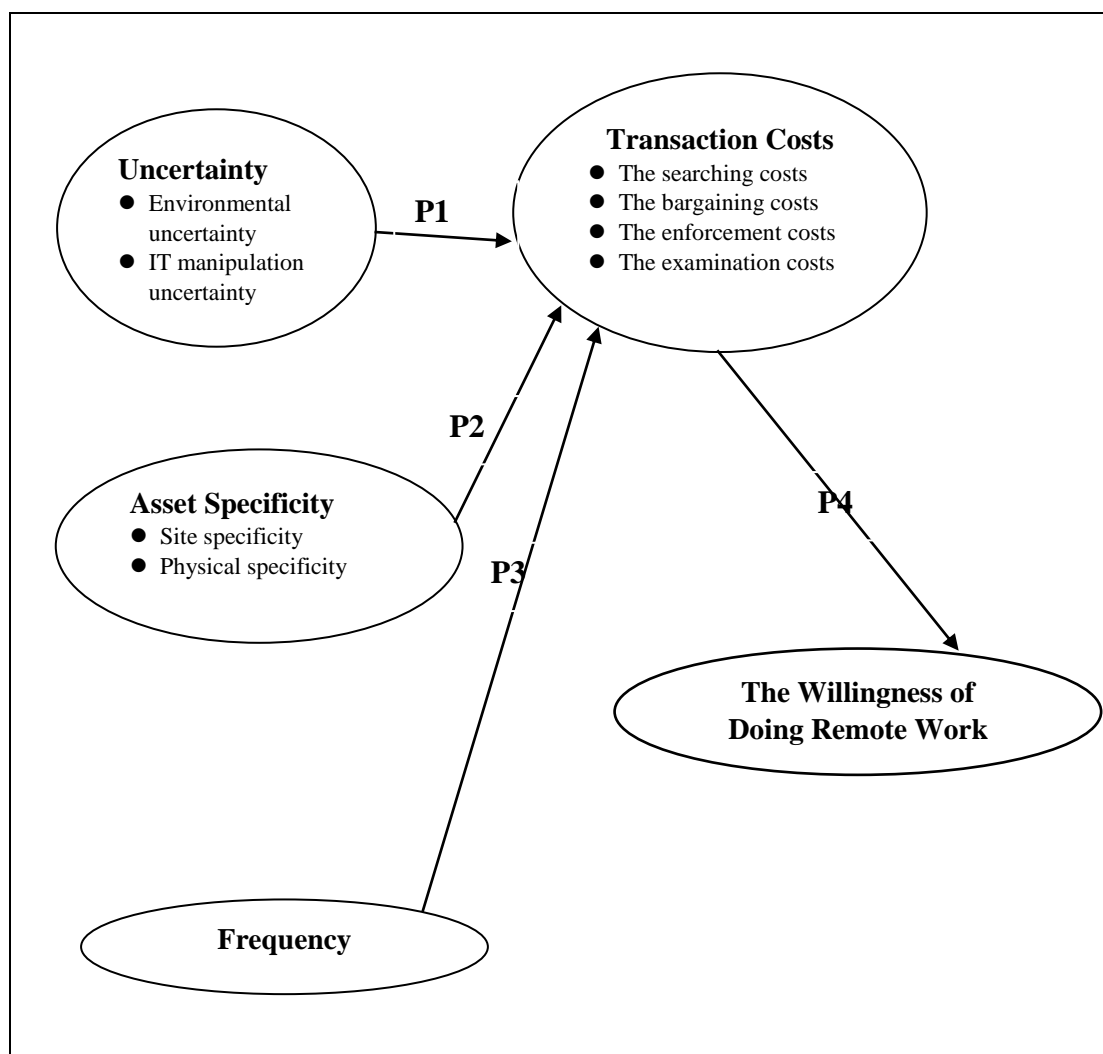 Uncertainty
● Environmental
uncertainty
● IT manipulation
uncertainty
P1
Transaction Costs
● The searching costs
● The bargaining costs
● The enforcement costs
● The examination costs
P2
Asset Specificity
● Site specificity
● Physical specificity
P3
P4
The Willingness of
Doing Remote Work
Frequency